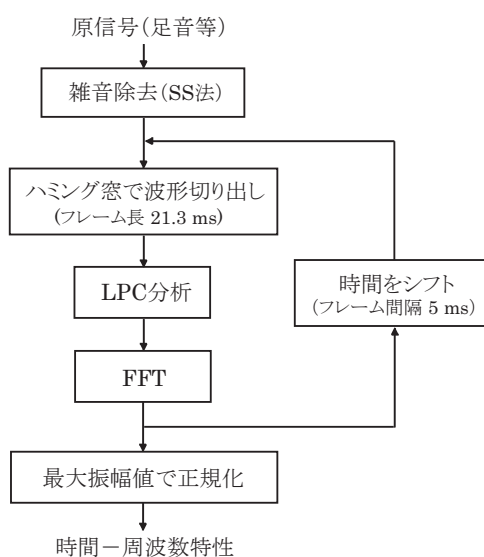 原信号(足音等)
雑音除去(SS法)
ハミング窓で波形切り出し
(フレーム長 21.3 ms)
LPC分析
時間をシフト
(フレーム間隔 5 ms)
FFT
最大振幅値で正規化
時間－周波数特性